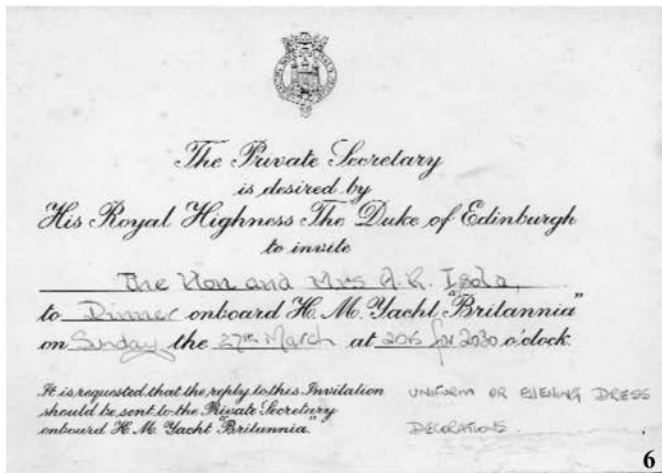 The Private Secretary
is desired by
His Royal Highness The Duke of Edinburgh
to invite
The Hon and Mrs A. R. Isola,
to Dinner onboard H. M. Yacht "Britannia"
on Sunday the 27th March at 2015 for 2030 o'clock.
It is requested that the reply to this Invitation
should be sent to the Private Secretary
onboard H. M. Yacht "Britannia."
UNIFORM OR EVENING DRESS
DECORATIONS
6